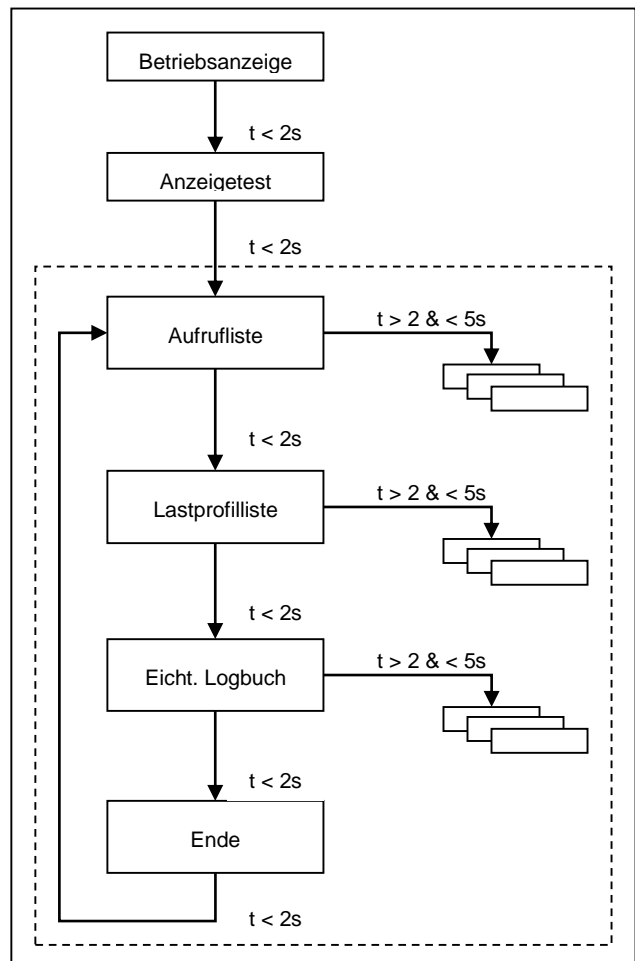 Betriebsanzeige
t < 2s
Anzeigetest
t < 2s
Aufrufliste
t > 2 & < 5s
t < 2s
Lastprofilliste
t > 2 & < 5s
t < 2s
Eicht. Logbuch
t > 2 & < 5s
t < 2s
Ende
t < 2s